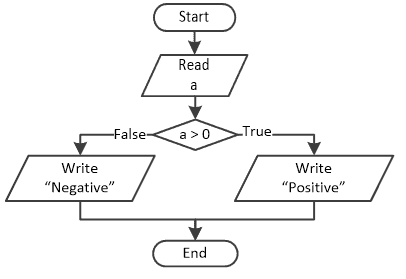 Start
Read
a
False
a > 0
True
Write
“Negative”
Write
“Positive”
End